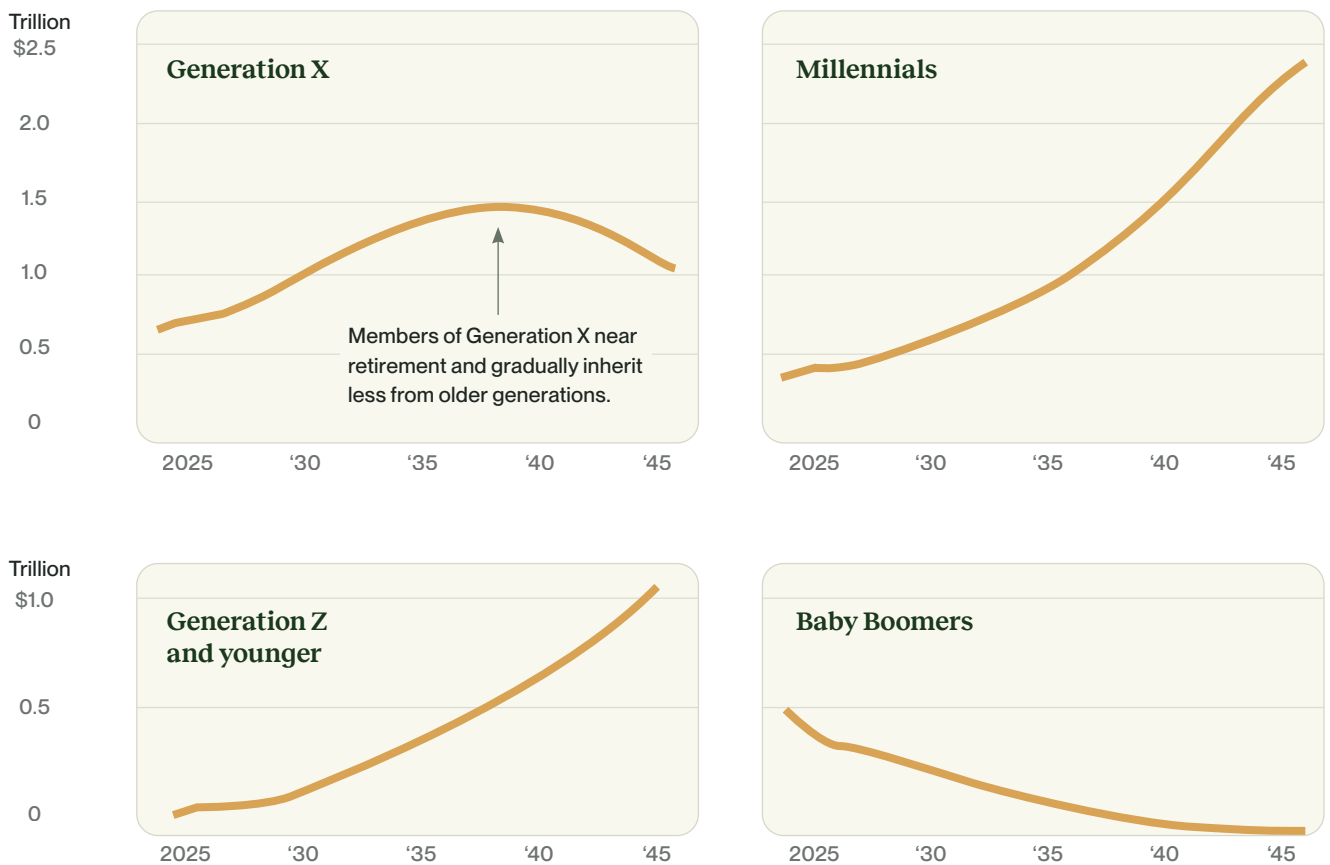 Trillion
$2.5
2.0
1.5
1.0
0.5
0
Generation X
Members of Generation X near
retirement and gradually inherit
less from older generations.
2025 ‘30 ‘35 ‘40 ‘45
Millennials
2025 ‘30 ‘35 ‘40 ‘45
Trillion
$1.0
0.5
0
Generation Z
and younger
2025 ‘30 ‘35 ‘40 ‘45
Baby Boomers
2025 ‘30 ‘35 ‘40 ‘45